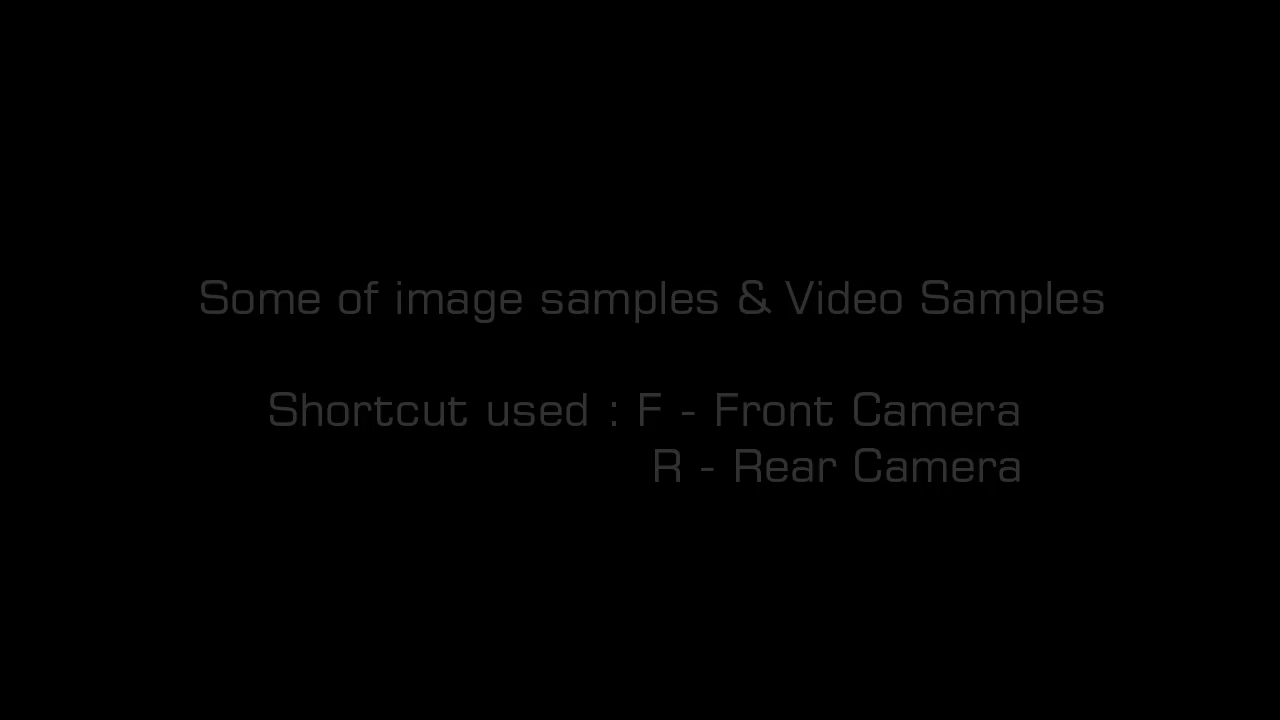 Some of image samples & Video Samples
Shortcut used : F - Front Camera
R - Rear Camera